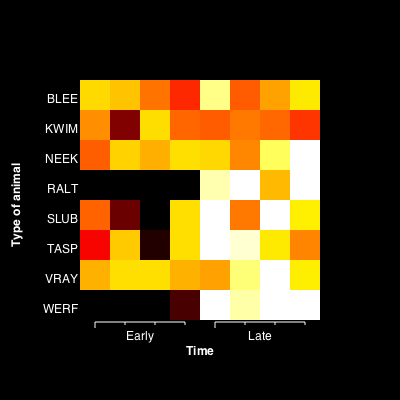 BLEE
KWIM
NEEK
RALT
SLUB
TASP
VRAY
WERF
Type of animal
Early Late
Time